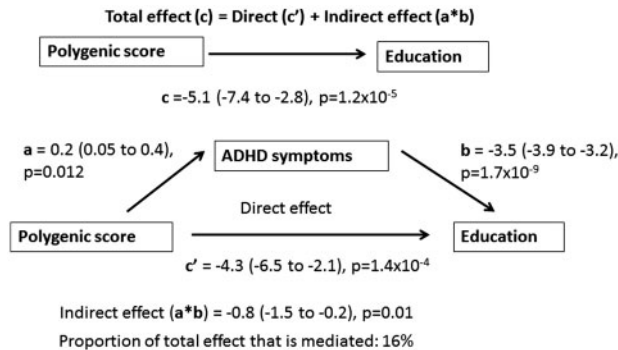 Total effect (c) = Direct (c') + Indirect effect (a*b)
Polygenic score
Education
c =-5.1 (-7.4 to -2.8), p=1.2x10⁻⁵
a = 0.2 (0.05 to 0.4),
p=0.012
ADHD symptoms
b = -3.5 (-3.9 to -3.2),
p=1.7x10⁻⁹
Direct effect
Polygenic score
Education
c' = -4.3 (-6.5 to -2.1), p=1.4x10⁻⁴
Indirect effect (a*b) = -0.8 (-1.5 to -0.2), p=0.01
Proportion of total effect that is mediated: 16%